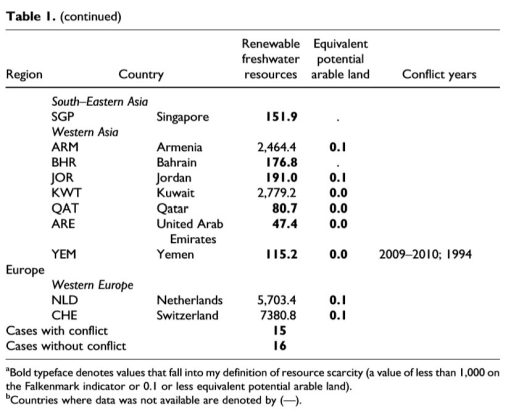 Table 1. (continued)
Renewable Equivalent
freshwater potential
Region Country resources arable land Conflict years
South–Eastern Asia
SGP Singapore 151.9 .
Western Asia
ARM Armenia 2,464.4 0.1
BHR Bahrain 176.8 .
JOR Jordan 191.0 0.1
KWT Kuwait 2,779.2 0.0
QAT Qatar 80.7 0.0
ARE United Arab 47.4 0.0
Emirates
YEM Yemen 115.2 0.0 2009–2010; 1994
Europe
Western Europe
NLD Netherlands 5,703.4 0.1
CHE Switzerland 7380.8 0.1
Cases with conflict 15
Cases without conflict 16
aBold typeface denotes values that fall into my definition of resource scarcity (a value of less than 1,000 on
the Falkenmark indicator or 0.1 or less equivalent potential arable land).
bCountries where data was not available are denoted by (—).